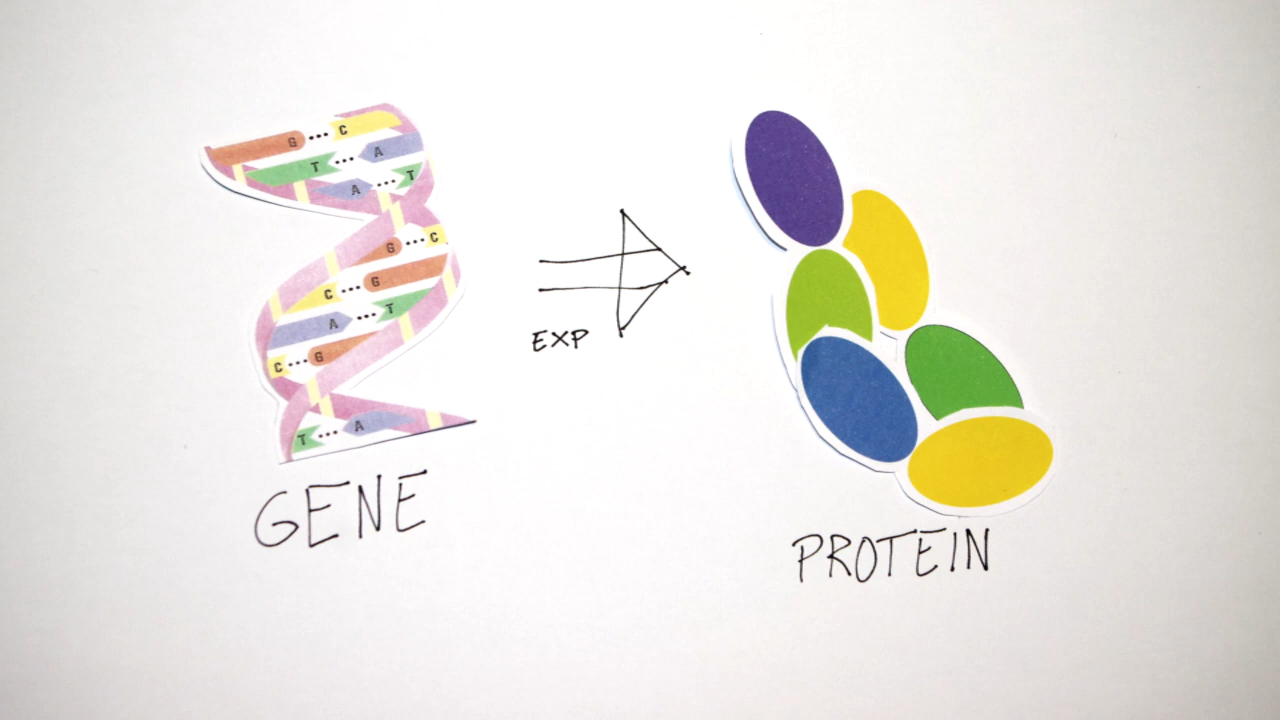 G ••• C
T ••• A
A ••• T
G ••• C
C ••• G
A ••• T
C ••• G
T ••• A
EXP
GENE
PROTEIN